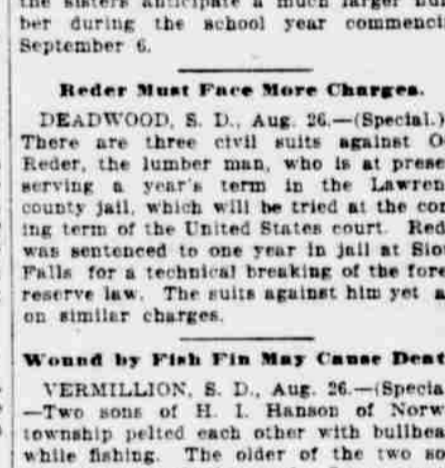 the sisters anticipate a much larger num
ber during the school year commenci
September 6.
Reder Must Face More Charges.
DEADWOOD, S. D., Aug. 26.—(Special.)
There are three civil suits against O
Reder, the lumber man, who is at prese
serving a year's term in the Lawren
county jail, which will be tried at the com
ing term of the United States court. Red
was sentenced to one year in jail at Siou
Falls for a technical breaking of the fore
reserve law. The suits against him yet a
on similar charges.
Wound by Fish Fin May Cause Deat
VERMILLION, S. D., Aug. 26.—(Specia
—Two sons of H. I. Hanson of Norw
township pelted each other with bullhea
while fishing. The older of the two so